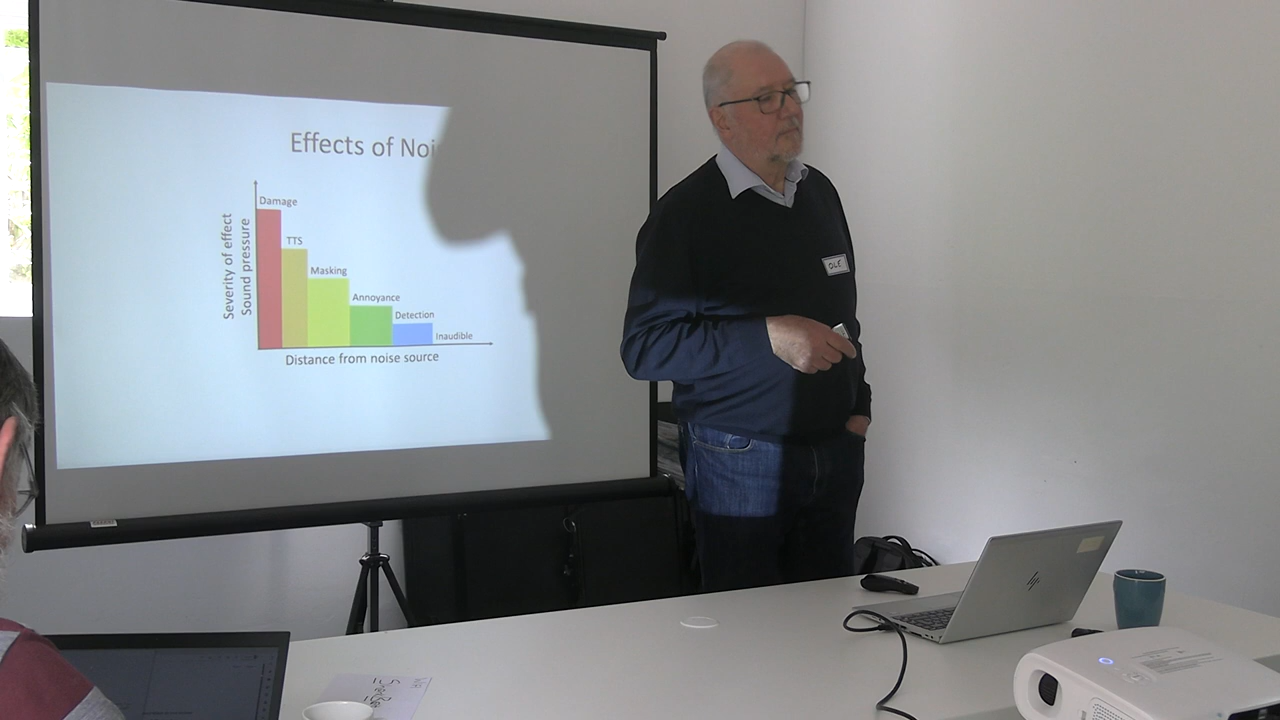 Effects of Noi
Damage
TTS
Masking
Annoyance
Detection
Inaudible
Severity of effect
Sound pressure
Distance from noise source
OLE
hp